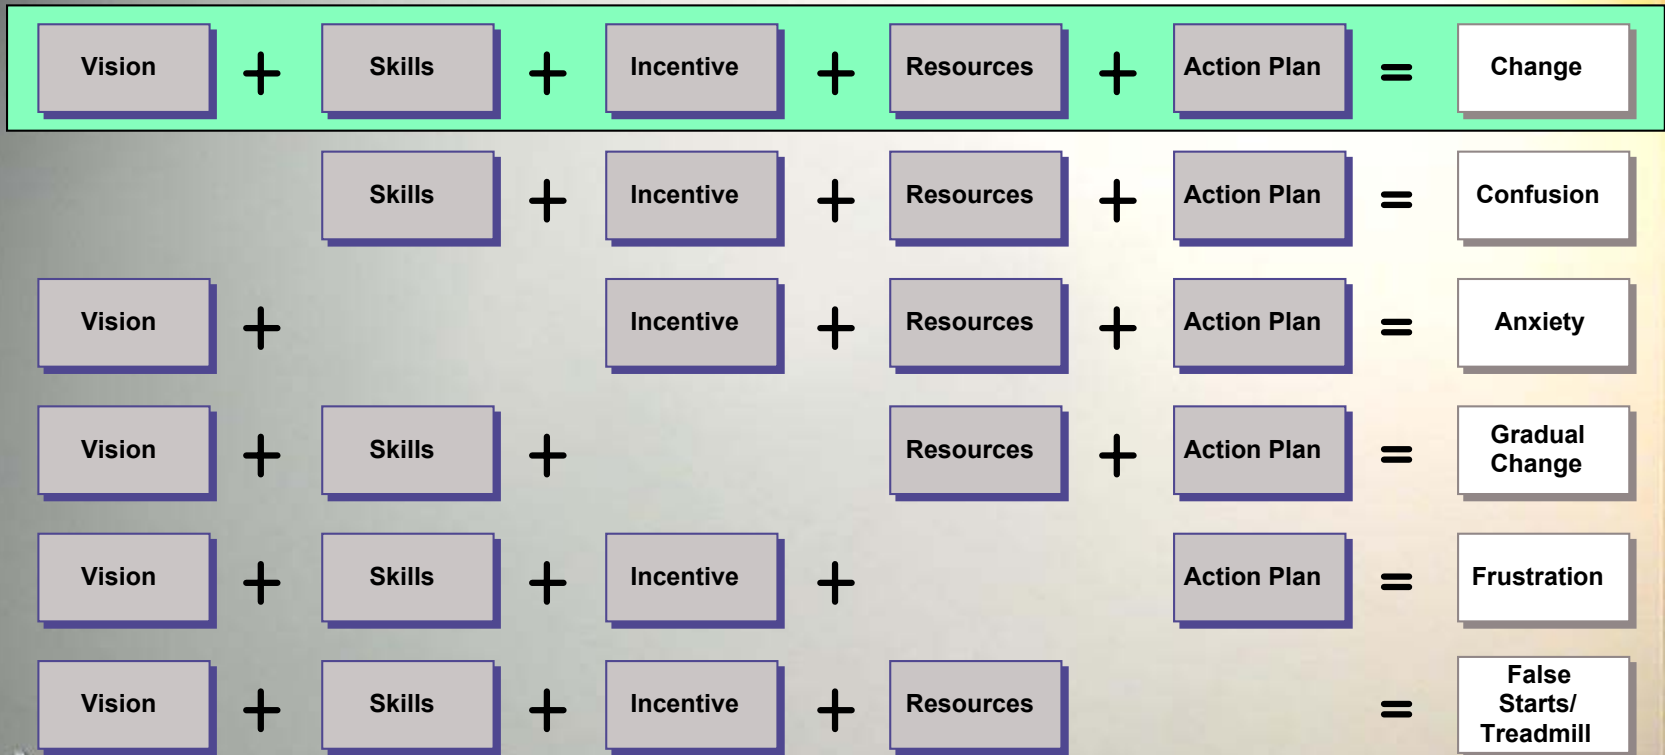 Vision + Skills + Incentive + Resources + Action Plan = Change
Skills + Incentive + Resources + Action Plan = Confusion
Vision + Incentive + Resources + Action Plan = Anxiety
Vision + Skills + Resources + Action Plan = Gradual
Change
Vision + Skills + Incentive + Action Plan = Frustration
Vision + Skills + Incentive + Resources = False
Starts/
Treadmill